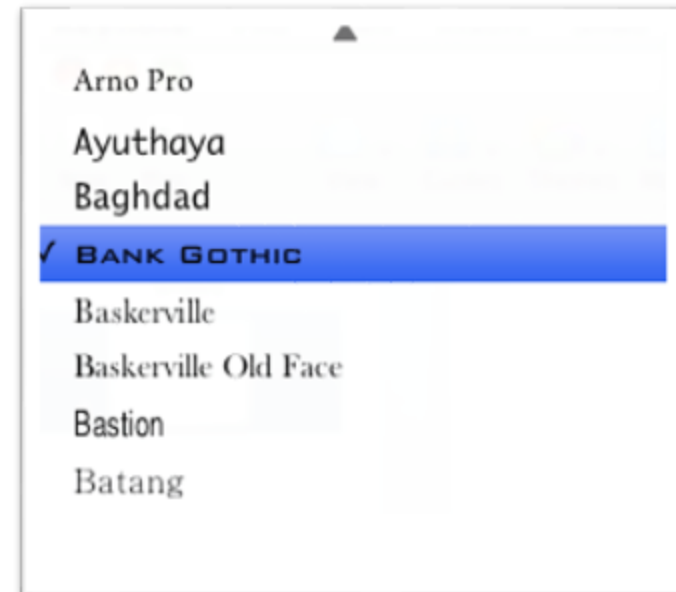 Arno Pro
Ayuthaya
Baghdad
✓ BANK GOTHIC
Baskerville
Baskerville Old Face
Bastion
Batang